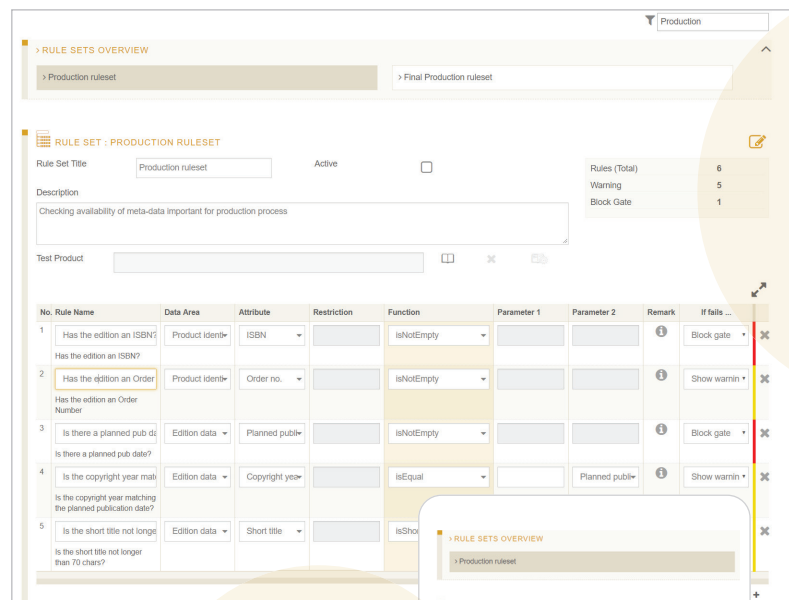 Production
> RULE SETS OVERVIEW
> Production ruleset
> Final Production ruleset
RULE SET : PRODUCTION RULESET
Rule Set Title
Production ruleset
Active
Rules (Total) 6
Warning 5
Block Gate 1
Description
Checking availability of meta-data important for production process
Test Product
No. Rule Name Data Area Attribute Restriction Function Parameter 1 Parameter 2 Remark If fails ...
1 Has the edition an ISBN? Product identi ISBN isNotEmpty Block gate
Has the edition an ISBN?
2 Has the edition an Order Product identi Order no. isNotEmpty Show warnin
Has the edition an Order
Number
3 Is there a planned pub da Edition data Planned publi isNotEmpty Block gate
Is there a planned pub date?
4 Is the copyright year mat Edition data Copyright yea isEqual Planned publi Show warnin
Is the copyright year matching
the planned publication date?
5 Is the short title not longe Edition data Short title isSho
Is the short title not longer
than 70 chars?
> RULE SETS OVERVIEW
> Production ruleset